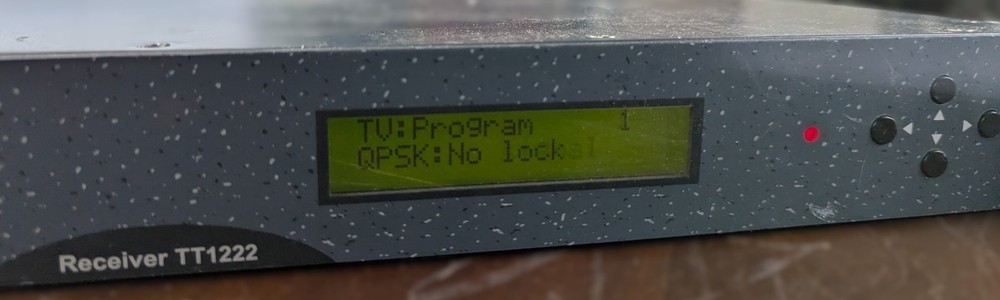 TV:Program 1
QPSK:No lock
Receiver TT1222